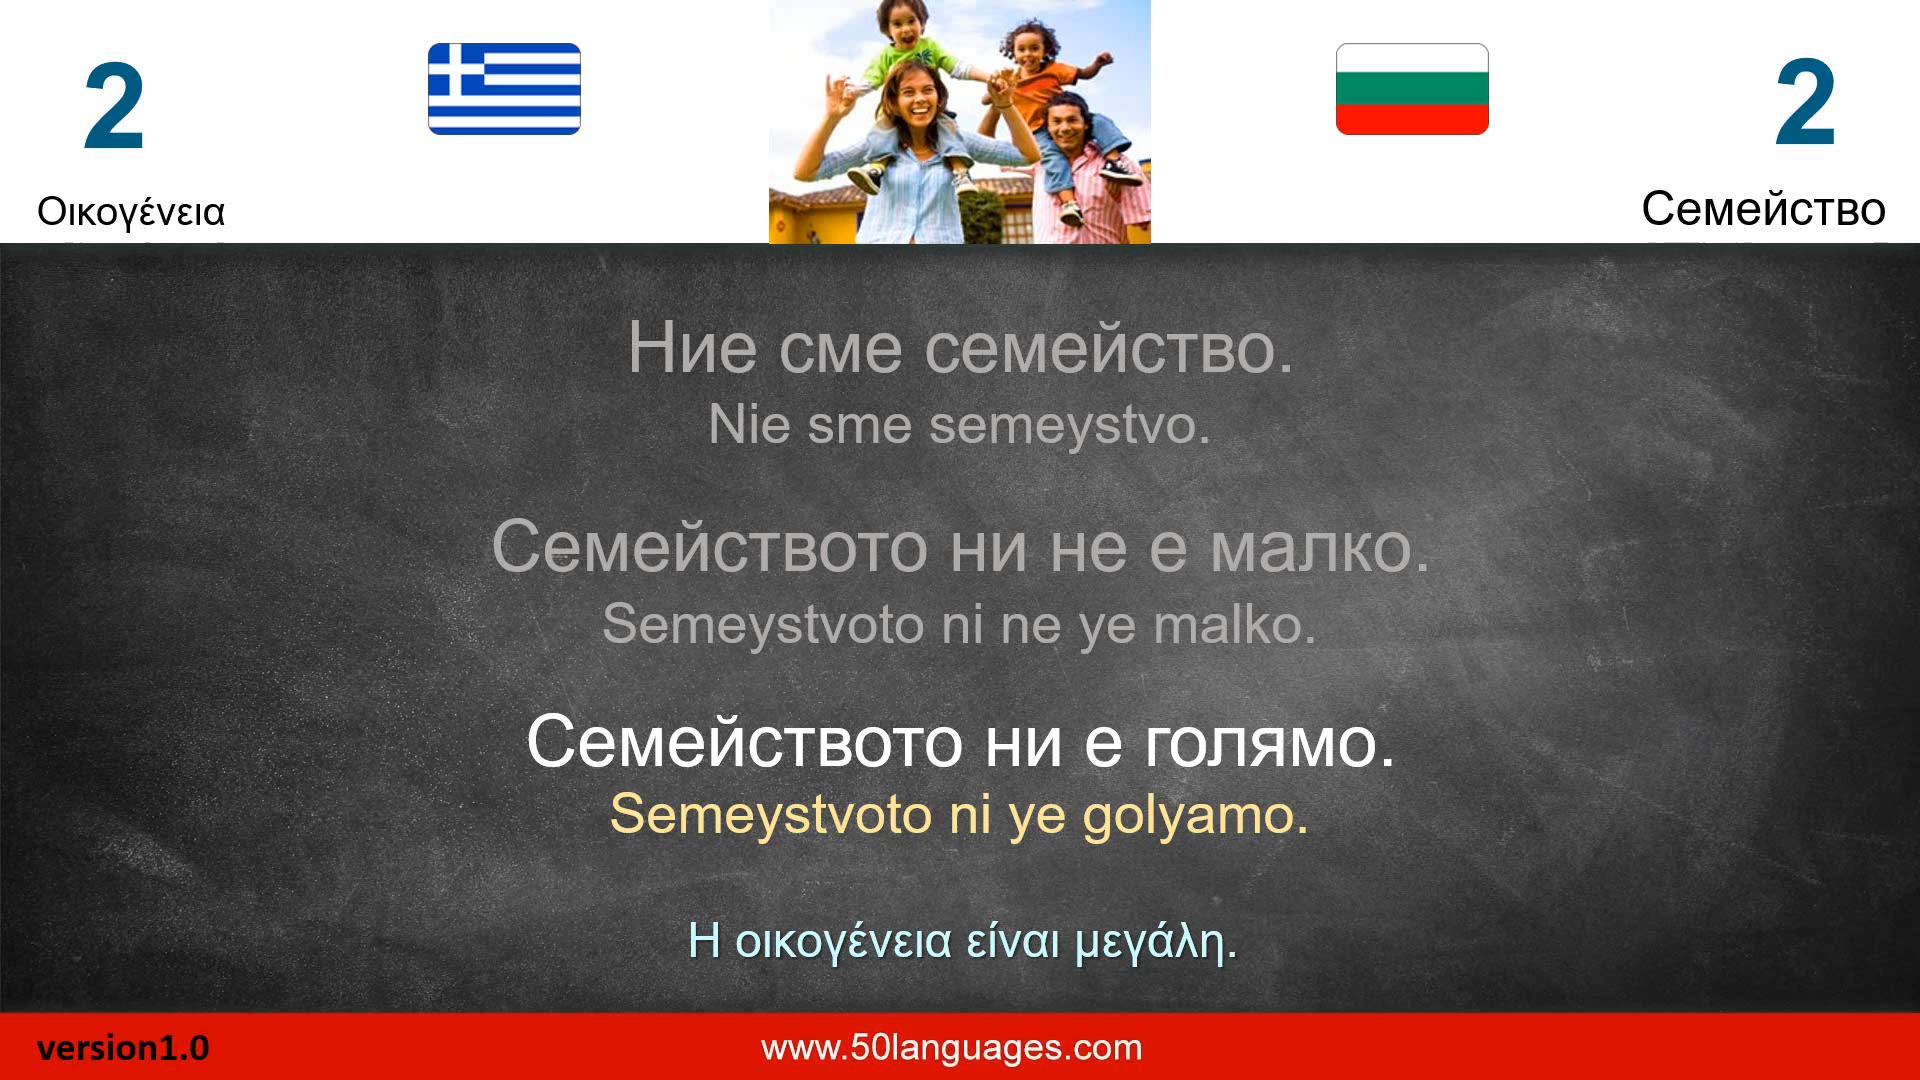 2
2
Οικογένεια
Семейство
Ние сме семейство.
Nie sme semeystvo.
Семейството ни не е малко.
Semeystvoto ni ne ye malko.
Семейството ни е голямо.
Semeystvoto ni ye golyamo.
Η οικογένεια είναι μεγάλη.
version1.0
www.50languages.com